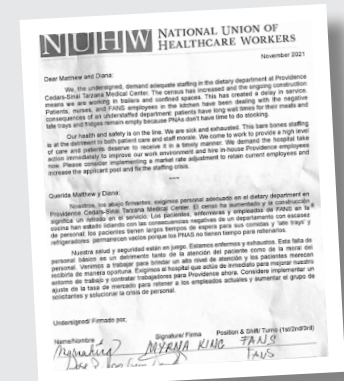 NUHW NATIONAL UNION OF
HEALTHCARE WORKERS
November 2021
Dear Matthew and Diana:
We, the undersigned, demand adequate staffing in the dietary department at Providence
Cedars-Sinai Tarzana Medical Center. The census has increased and the ongoing construction
means we are working in trailers and confined spaces. This has created a delay in service.
Patients, nurses, and FANS employees in the kitchen have been dealing with the negative
consequences of an understaffed department: patients have long wait times for their meals and
late trays and fridges remain empty because PNAs don't have time to do stocking.
Our health and safety is on the line. We are sick and exhausted. This bare bones staffing
is at the detriment to both patient care and staff morale. We come to work to provide a high level
of care and patients deserve to receive it in a timely manner. We demand the hospital take
action immediately to improve our work environment and hire in-house Providence employees
now. Please consider implementing a market rate adjustment to retain current employees and
increase the applicant pool and fix the staffing crisis.
Querida Matthew y Diana:
Nosotros, los abajo firmantes, exigimos personal adecuado en el dietary department en
Providence Cedars-Sinai Tarzana Medical Center. El censo ha aumentado y la construcción
significa un retraso en el servicio. Los pacientes, enfermeras y empleados de FANS en la
cocina han estado lidiando con las consecuencias negativas de un departamento con escasez
de personal: los pacientes tienen largos tiempos de espera para sus comidas y 'late trays' y
refrigeradores permanecen vacíos porque los PNAS no tienen tiempo para rellenarlos.
Nuestra salud y seguridad están en juego. Estamos enfermos y exhaustos. Esta falta de
personal básico es un detrimento tanto de la atención al paciente como de la moral del
personal. Venimos a trabajar para brindar un alto nivel de atención y los pacientes merecen
recibirla de manera oportuna. Exigimos al hospital que actúe de inmediato para mejorar nuestro
entorno de trabajo y contratar trabajadores para Providence ahora. Considere implementar un
ajuste de la tasa de mercado para retener a los empleados actuales y aumentar el grupo de
solicitantes y solucionar la crisis de personal.
Undersigned/ Firmado por,
Name/Nombre Signature/ Firma Position & Shift/ Turno (1st/2nd/3rd)
Myrna King MYRNA KING FANS
FANS